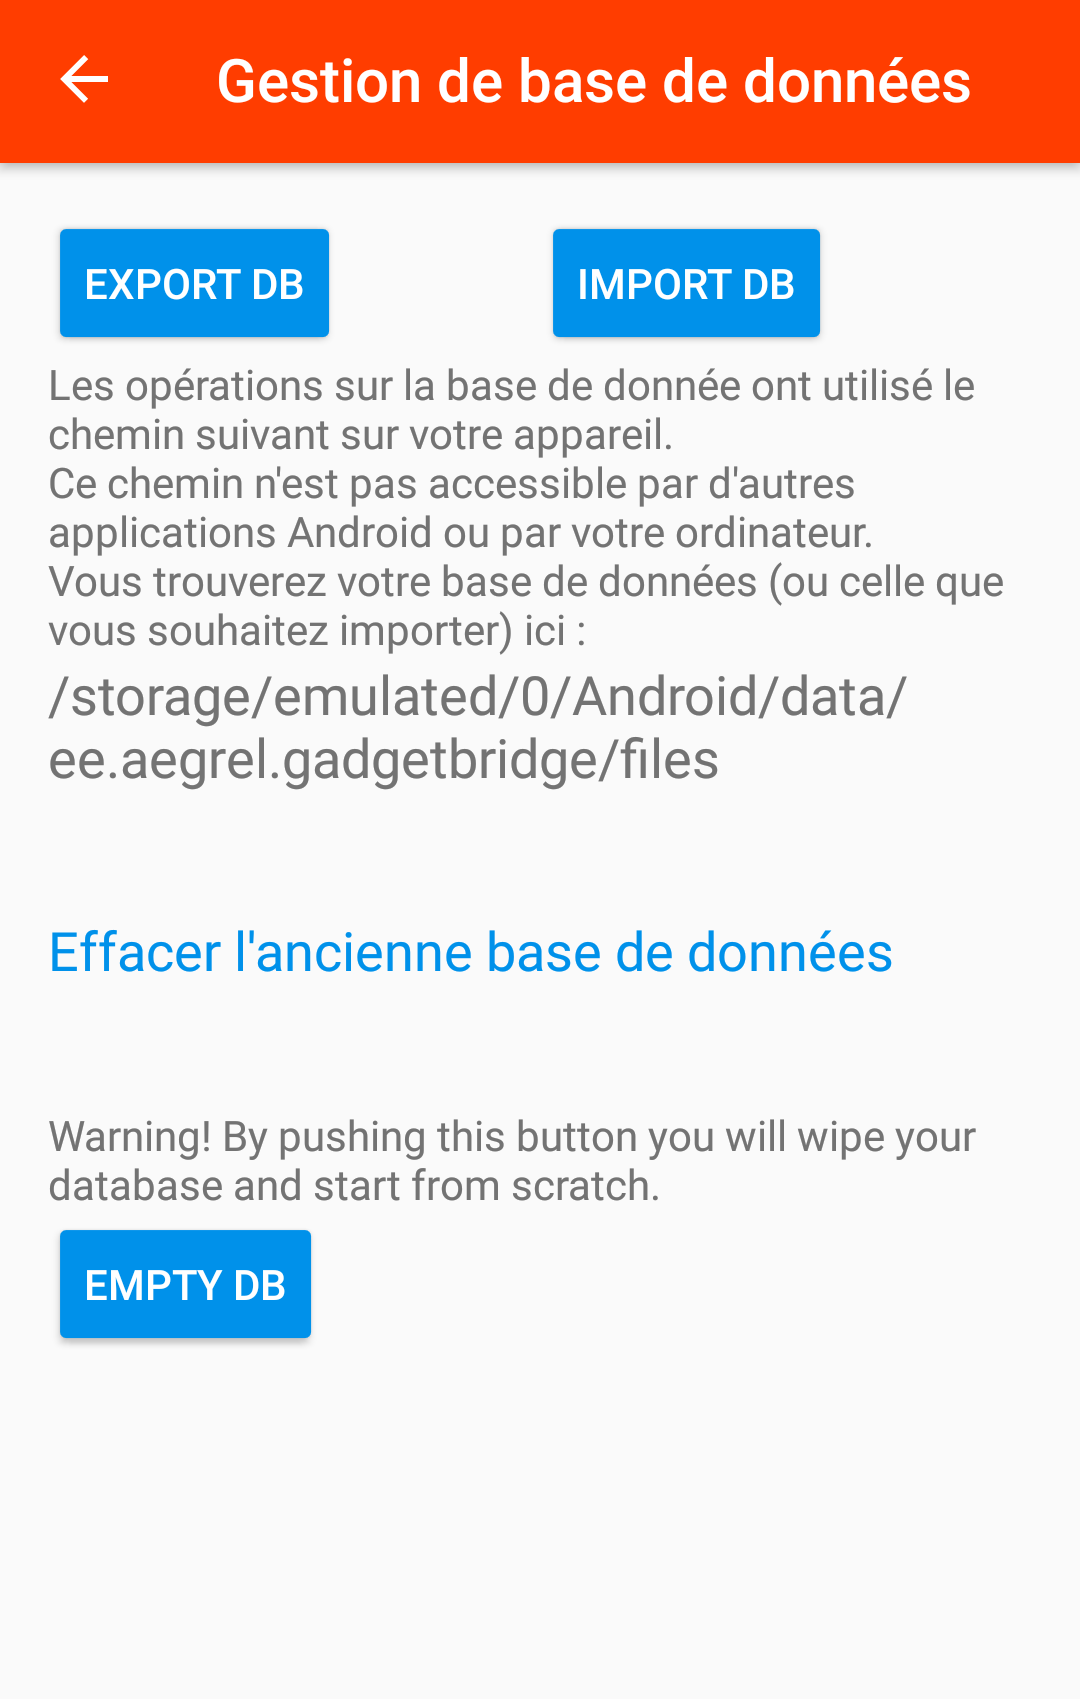 Gestion de base de données
EXPORT DB
IMPORT DB
Les opérations sur la base de donnée ont utilisé le
chemin suivant sur votre appareil.
Ce chemin n'est pas accessible par d'autres
applications Android ou par votre ordinateur.
Vous trouverez votre base de données (ou celle que
vous souhaitez importer) ici :
/storage/emulated/0/Android/data/
ee.aegrel.gadgetbridge/files
Effacer l'ancienne base de données
Warning! By pushing this button you will wipe your
database and start from scratch.
EMPTY DB